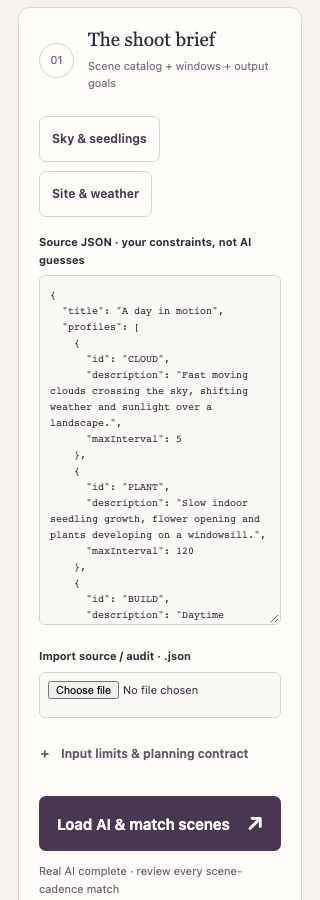 01
The shoot brief
Scene catalog + windows + output
goals
Sky & seedlings
Site & weather
Source JSON · your constraints, not AI
guesses
{
  "title": "A day in motion",
  "profiles": [
    {
      "id": "CLOUD",
      "description": "Fast moving
clouds crossing the sky, shifting
weather and sunlight over a
landscape.",
      "maxInterval": 5
    },
    {
      "id": "PLANT",
      "description": "Slow indoor
seedling growth, flower opening and
plants developing on a windowsill.",
      "maxInterval": 120
    },
    {
      "id": "BUILD",
      "description": "Daytime
Import source / audit · .json
Choose file No file chosen
+ Input limits & planning contract
Load AI & match scenes ↗
Real AI complete · review every scene-
cadence match